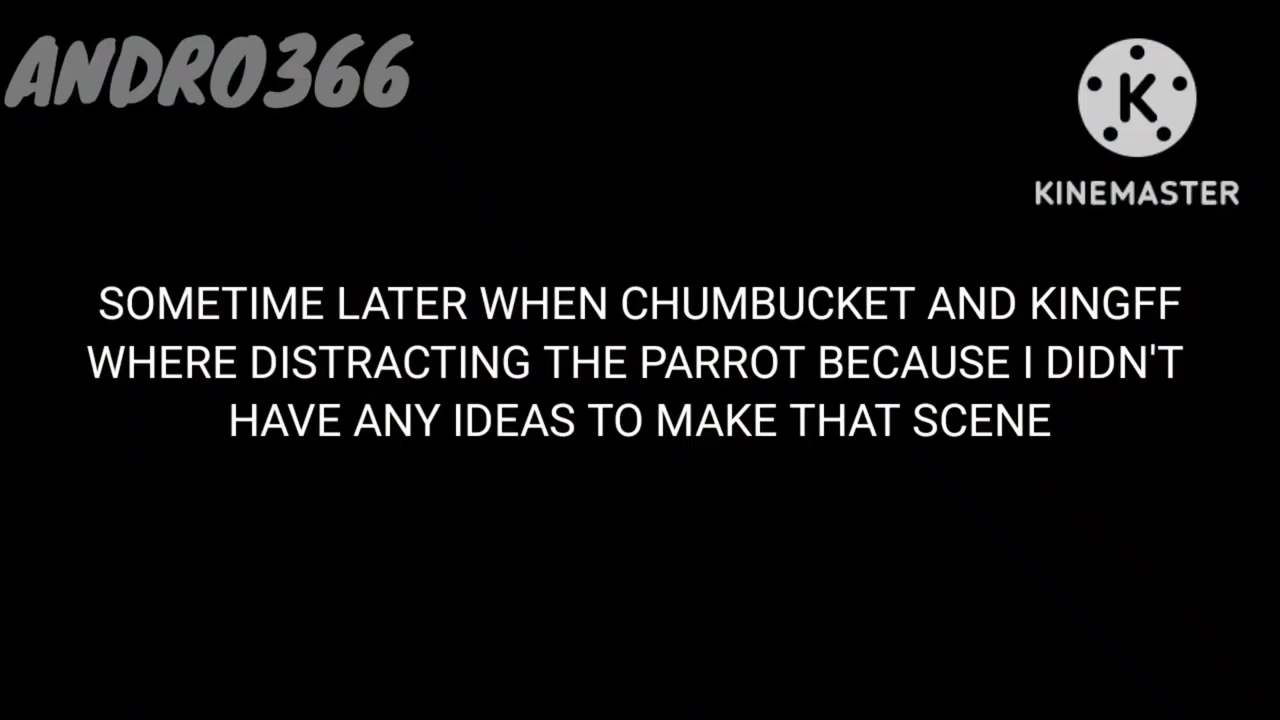 ANDRO366
K
KINEMASTER
SOMETIME LATER WHEN CHUMBUCKET AND KINGFF
WHERE DISTRACTING THE PARROT BECAUSE I DIDN'T
HAVE ANY IDEAS TO MAKE THAT SCENE